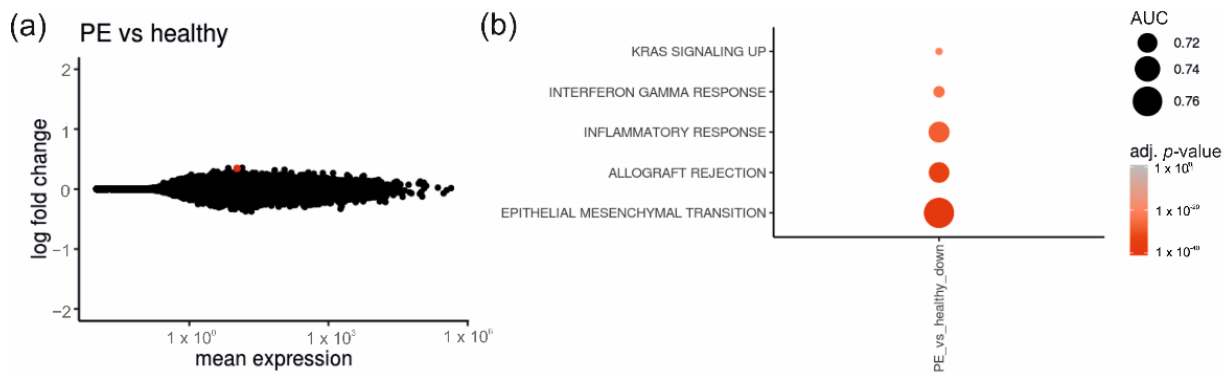 (a)
PE vs healthy
2
1
0
−1
−2
log fold change
1 x 10⁰
1 x 10³
1 x 10⁶
mean expression
(b)
KRAS SIGNALING UP
INTERFERON GAMMA RESPONSE
INFLAMMATORY RESPONSE
ALLOGRAFT REJECTION
EPITHELIAL MESENCHYMAL TRANSITION
PE_vs_healthy_down
AUC
0.72
0.74
0.76
adj. p-value
1 x 10⁰
1 x 10⁻²⁰
1 x 10⁻⁴⁰